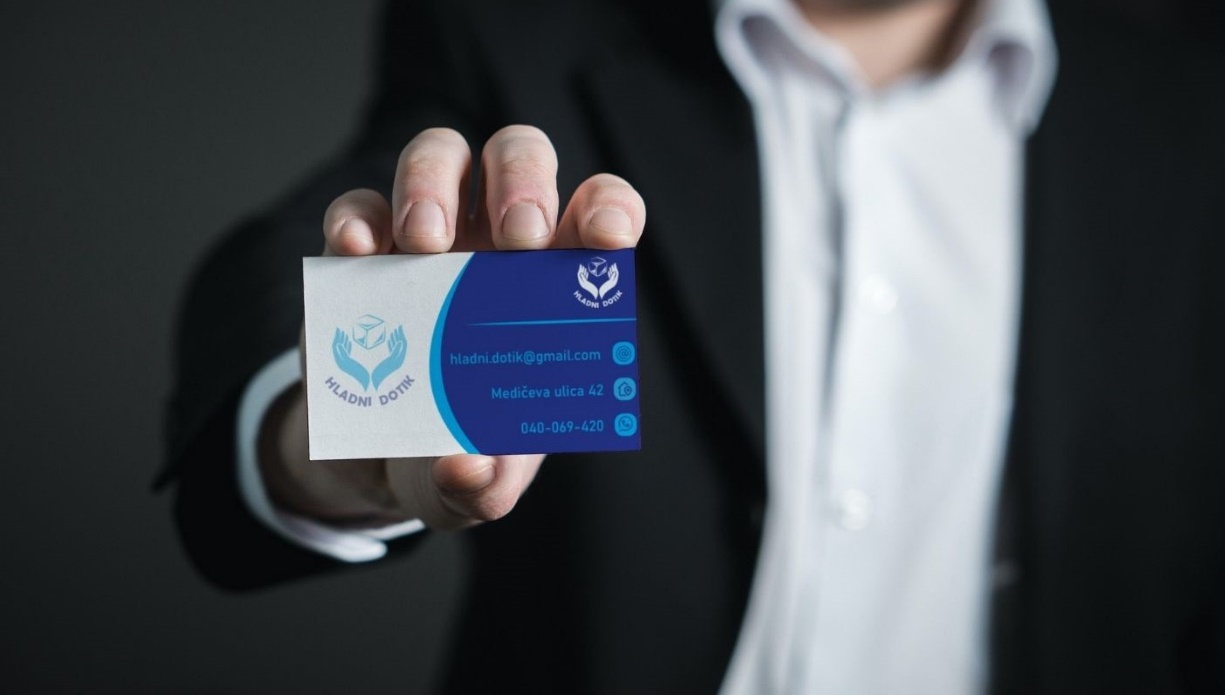 HLADNI DOTIK
HLADNI DOTIK
hladni.dotik@gmail.com
Medičeva ulica 42
040-069-420